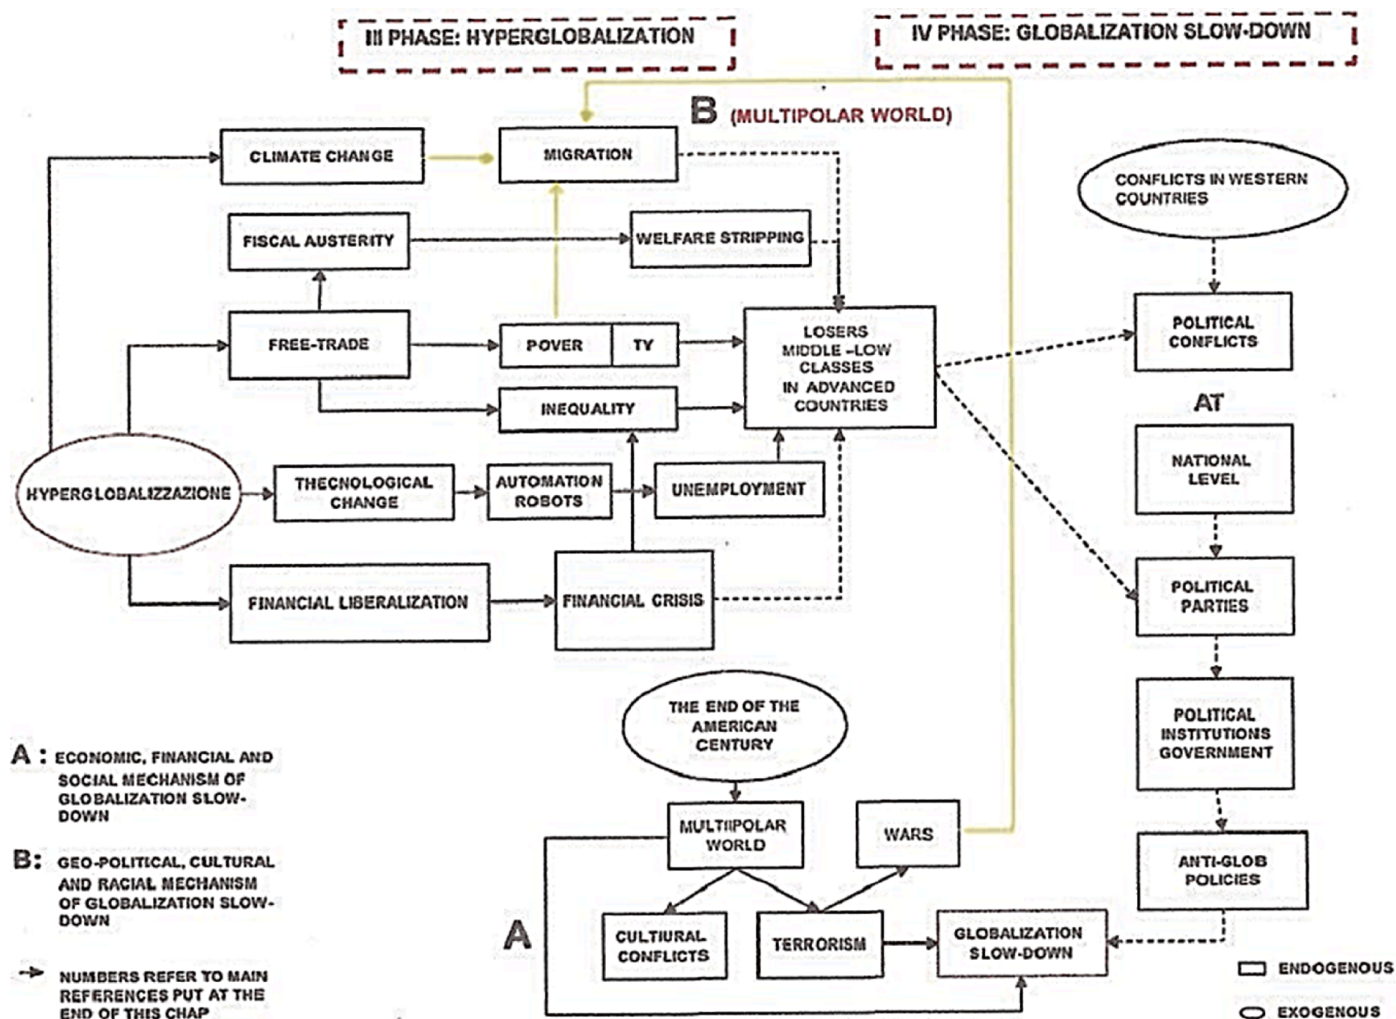 III PHASE: HYPERGLOBALIZATION
IV PHASE: GLOBALIZATION SLOW-DOWN
B (MULTIPOLAR WORLD)
CLIMATE CHANGE
MIGRATION
CONFLICTS IN WESTERN
COUNTRIES
FISCAL AUSTERITY
WELFARE STRIPPING
FREE-TRADE
POVER TY
LOSERS
MIDDLE –LOW
CLASSES
IN ADVANCED
COUNTRIES
POLITICAL
CONFLICTS
INEQUALITY
AT
HYPERGLOBALIZZAZIONE
THECNOLOGICAL
CHANGE
AUTOMATION
ROBOTS
UNEMPLOYMENT
NATIONAL
LEVEL
FINANCIAL LIBERALIZATION
FINANCIAL CRISIS
POLITICAL
PARTIES
THE END OF THE
AMERICAN
CENTURY
POLITICAL
INSTITUTIONS
GOVERNMENT
A : ECONOMIC, FINANCIAL AND
SOCIAL MECHANISM OF
GLOBALIZATION SLOW-
DOWN
MULTIIPOLAR
WORLD
WARS
B: GEO-POLITICAL, CULTURAL
AND RACIAL MECHANISM
OF GLOBALIZATION SLOW-
DOWN
ANTI-GLOB
POLICIES
A
CULTIURAL
CONFLICTS
TERRORISM
GLOBALIZATION
SLOW-DOWN
NUMBERS REFER TO MAIN
REFERENCES PUT AT THE
END OF THIS CHAP
ENDOGENOUS
EXOGENOUS